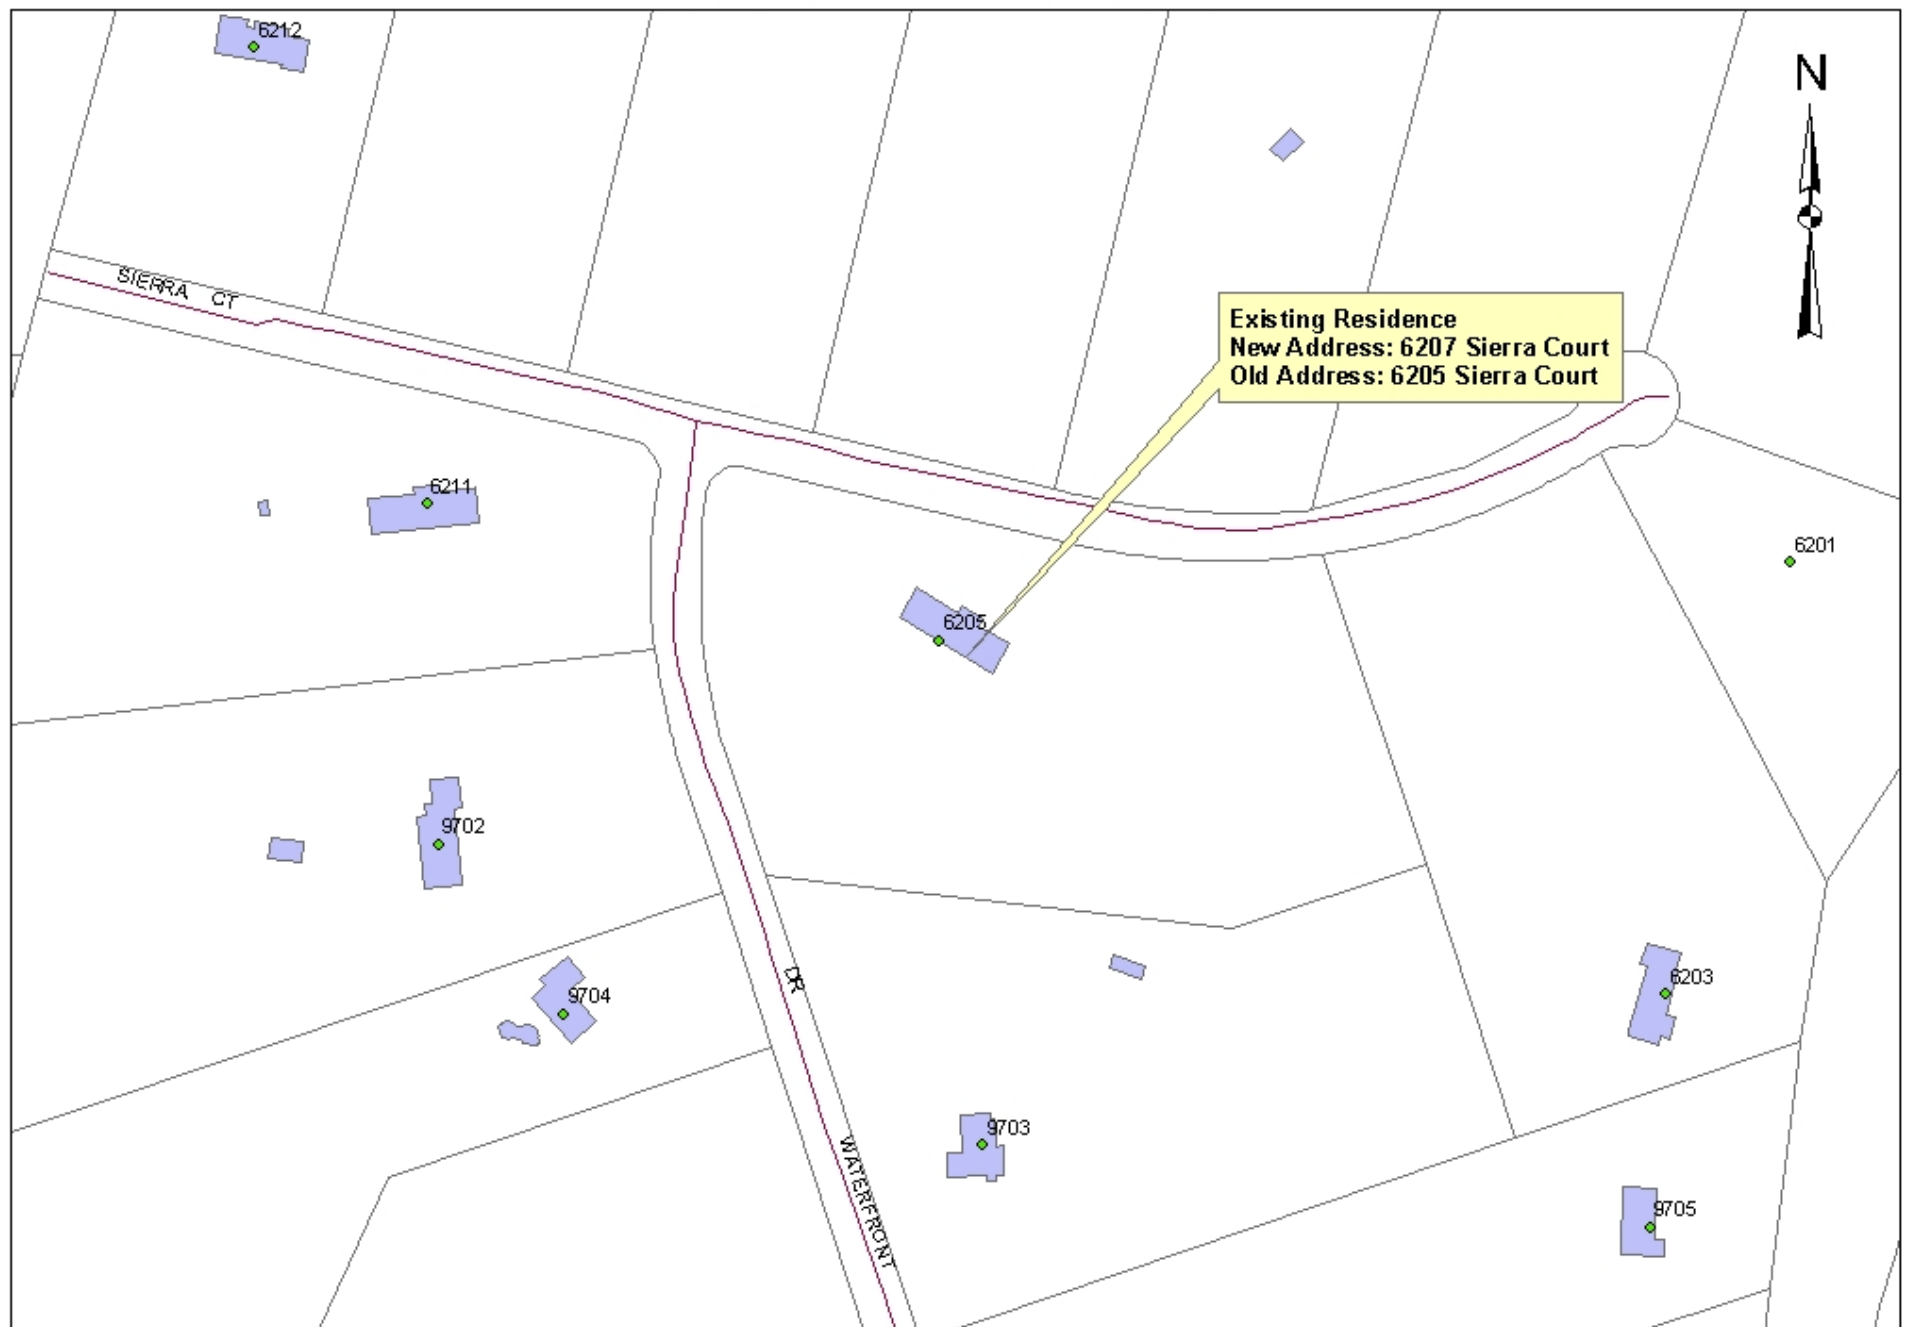 6212
N
SIERRA CT
Existing Residence
New Address: 6207 Sierra Court
Old Address: 6205 Sierra Court
6211
6201
6205
9702
6203
DR
9704
9703
WATERFRONT
9705